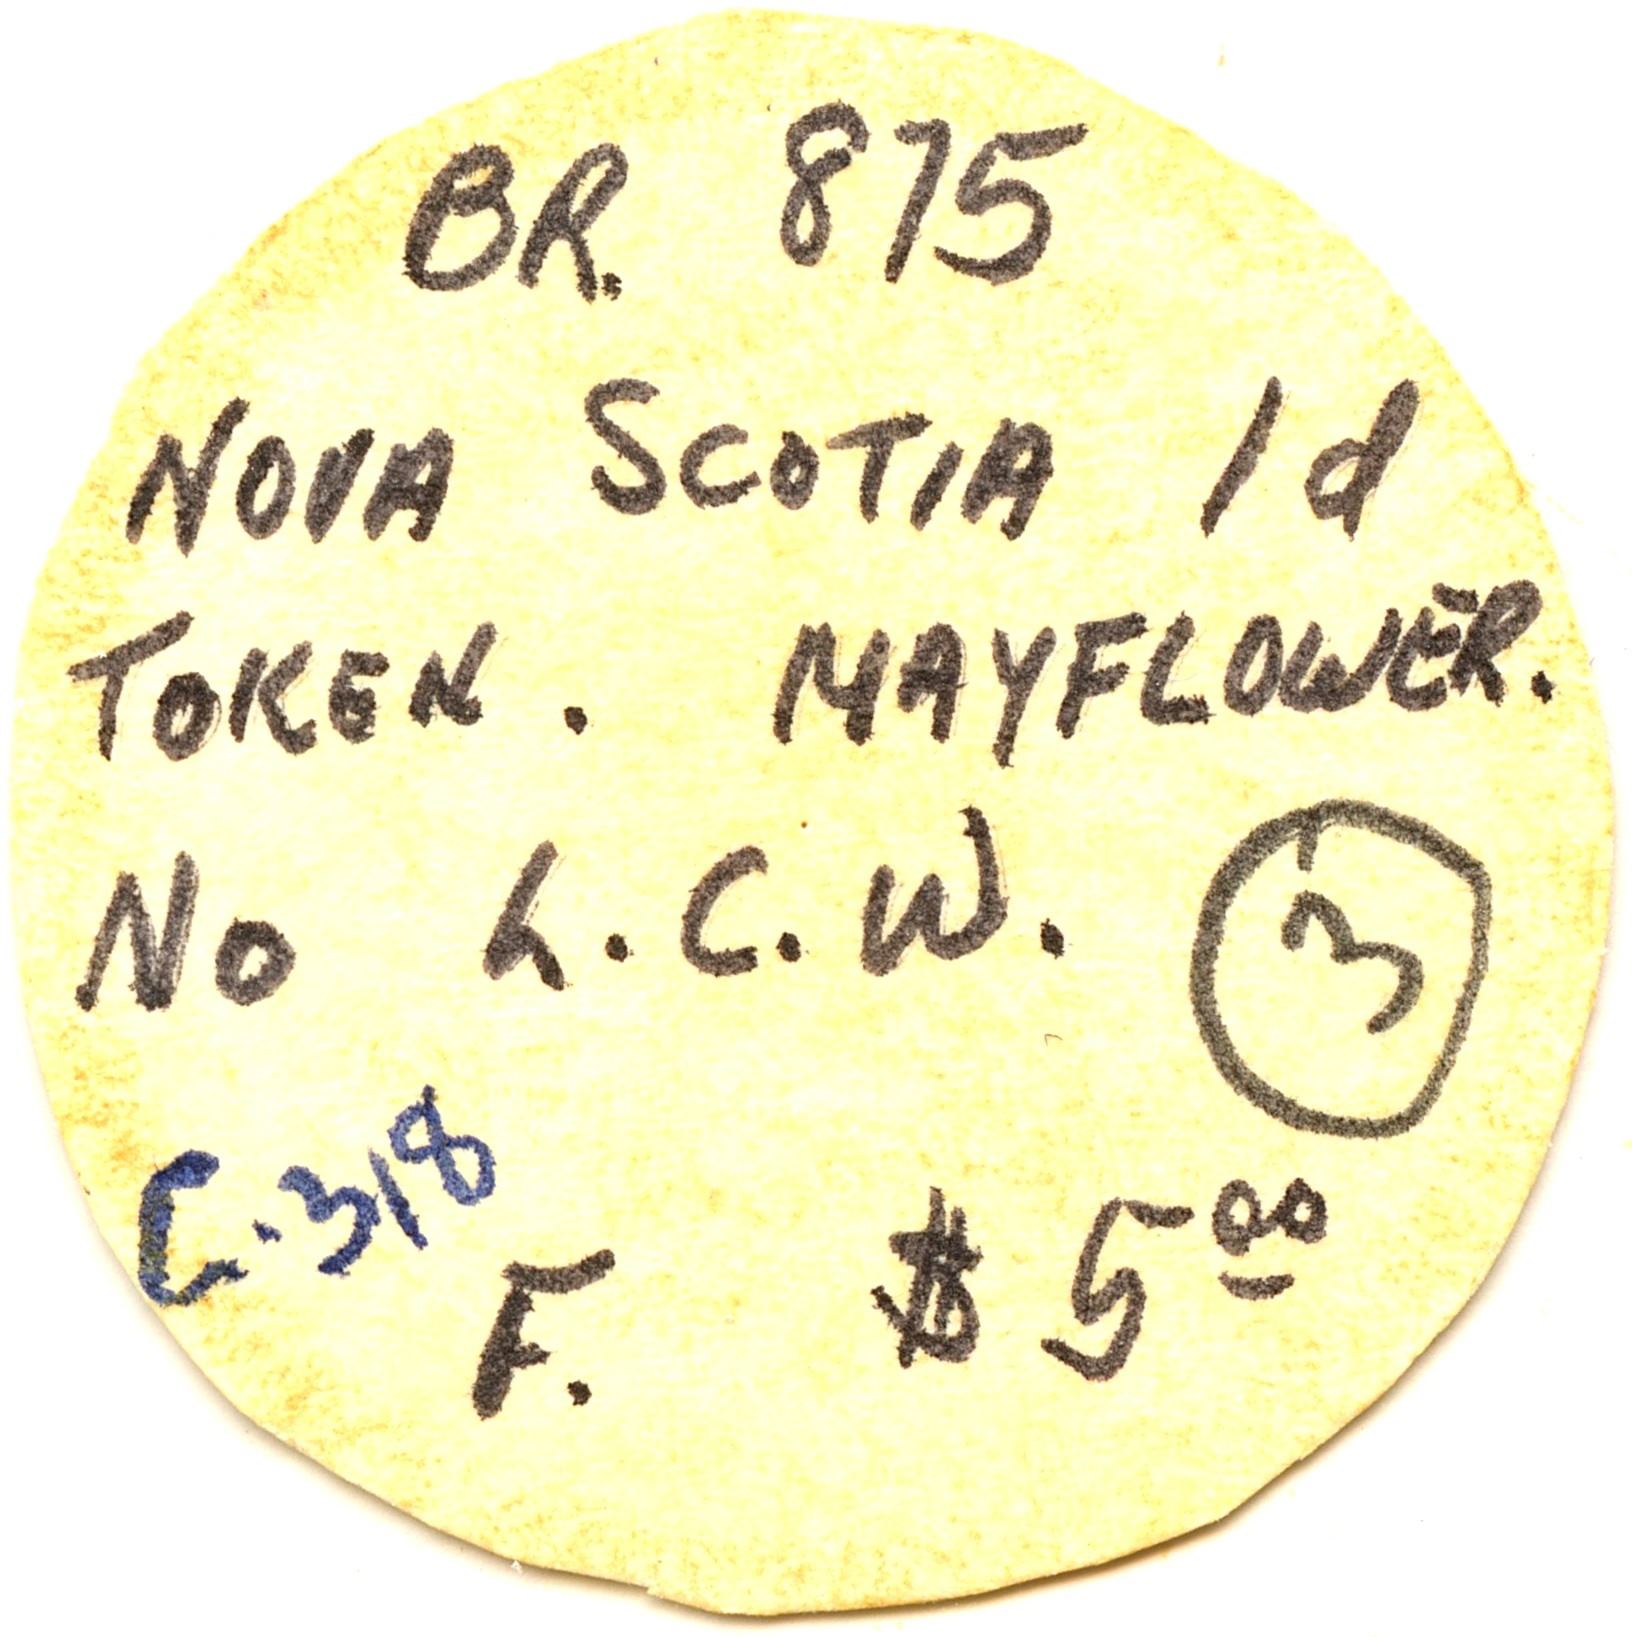 BR. 875
NOVA SCOTIA 1d
TOKEN. MAYFLOWER.
No L.C.W. 3
C.318
F. $5.00